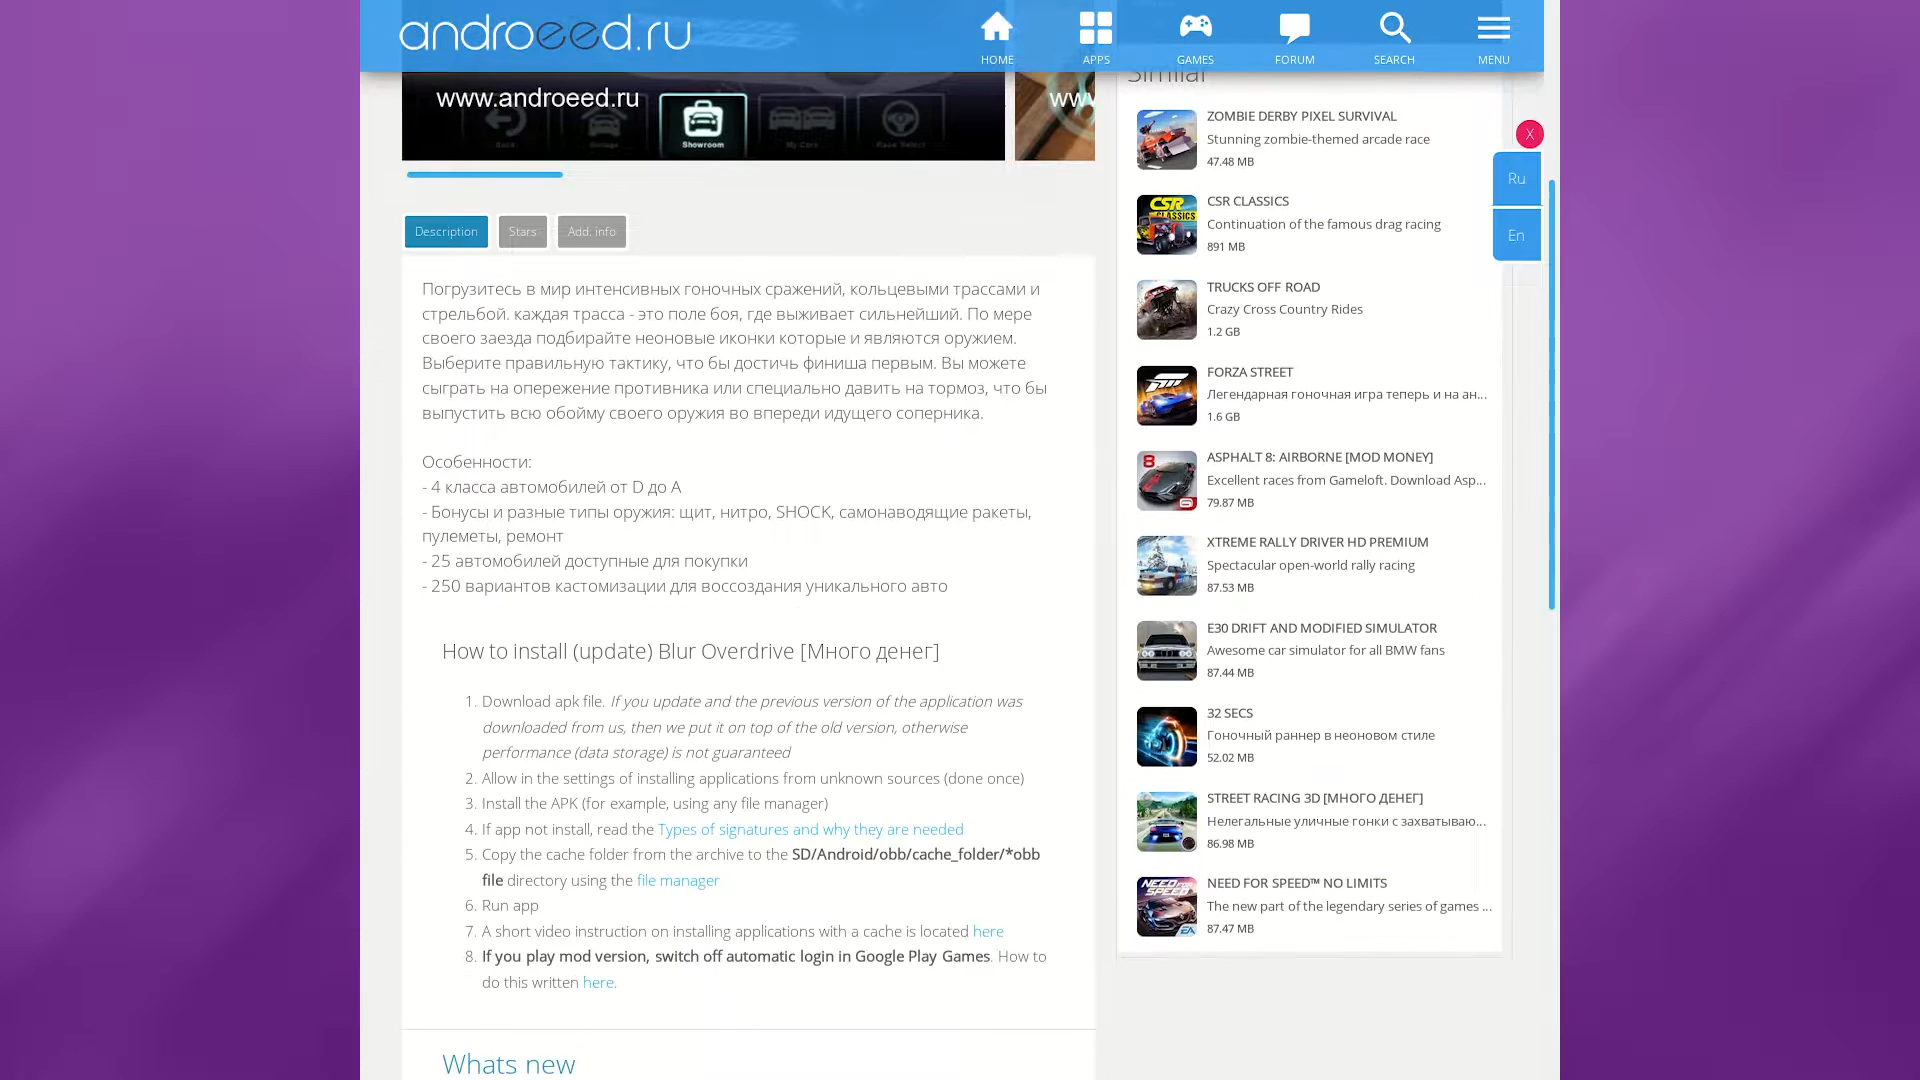 androeed.ru
HOME
APPS
GAMES
FORUM
SEARCH
MENU
www.androeed.ru
Showroom
Description
Stars
Add. info
Погрузитесь в мир интенсивных гоночных сражений, кольцевыми трассами и
стрельбой. каждая трасса - это поле боя, где выживает сильнейший. По мере
своего заезда подбирайте неоновые иконки которые и являются оружием.
Выберите правильную тактику, что бы достичь финиша первым. Вы можете
сыграть на опережение противника или специально давить на тормоз, что бы
выпустить всю обойму своего оружия во впереди идущего соперника.
Особенности:
- 4 класса автомобилей от D до A
- Бонусы и разные типы оружия: щит, нитро, SHOCK, самонаводящие ракеты,
пулеметы, ремонт
- 25 автомобилей доступные для покупки
- 250 вариантов кастомизации для воссоздания уникального авто
How to install (update) Blur Overdrive [Много денег]
1. Download apk file. If you update and the previous version of the application was
downloaded from us, then we put it on top of the old version, otherwise
performance (data storage) is not guaranteed
2. Allow in the settings of installing applications from unknown sources (done once)
3. Install the APK (for example, using any file manager)
4. If app not install, read the Types of signatures and why they are needed
5. Copy the cache folder from the archive to the SD/Android/obb/cache_folder/*obb
file directory using the file manager
6. Run app
7. A short video instruction on installing applications with a cache is located here
8. If you play mod version, switch off automatic login in Google Play Games. How to
do this written here.
Whats new
Similar
ZOMBIE DERBY PIXEL SURVIVAL
Stunning zombie-themed arcade race
47.48 MB
CSR CLASSICS
Continuation of the famous drag racing
891 MB
TRUCKS OFF ROAD
Crazy Cross Country Rides
1.2 GB
FORZA STREET
Легендарная гоночная игра теперь и на ан...
1.6 GB
ASPHALT 8: AIRBORNE [MOD MONEY]
Excellent races from Gameloft. Download Asp...
79.87 MB
XTREME RALLY DRIVER HD PREMIUM
Spectacular open-world rally racing
87.53 MB
E30 DRIFT AND MODIFIED SIMULATOR
Awesome car simulator for all BMW fans
87.44 MB
32 SECS
Гоночный раннер в неоновом стиле
52.02 MB
STREET RACING 3D [МНОГО ДЕНЕГ]
Нелегальные уличные гонки с захватываю...
86.98 MB
NEED FOR SPEED™ NO LIMITS
The new part of the legendary series of games ...
87.47 MB
X
Ru
En